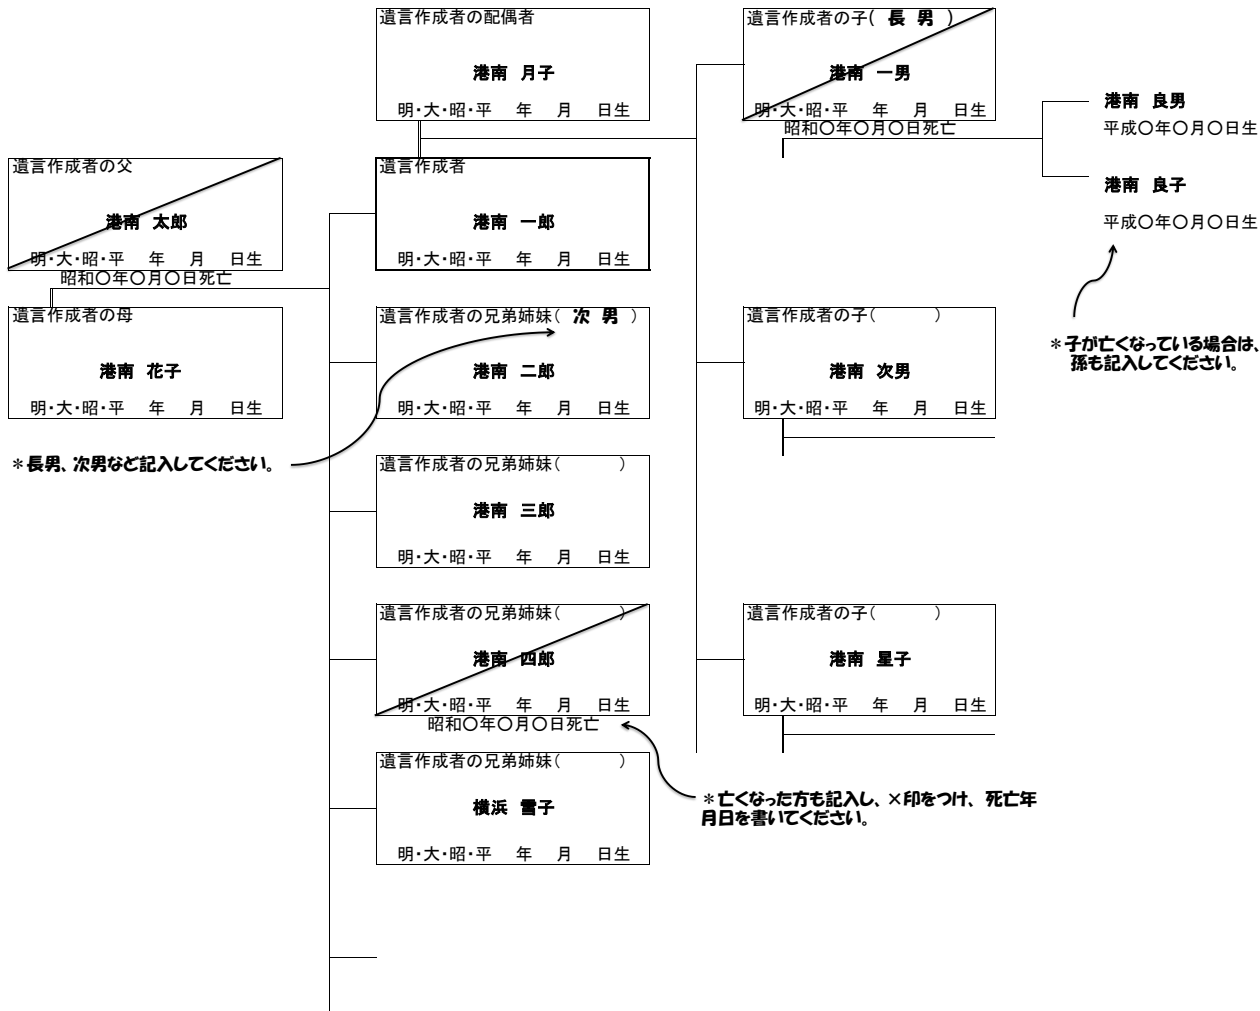 遺言作成者の配偶者
港南 月子
明・大・昭・平 年 月 日生
遺言作成者の子( 長 男 )
港南 一男
明・大・昭・平 年 月 日生
昭和〇年〇月〇日死亡
港南 良男
平成〇年〇月〇日生
港南 良子
平成〇年〇月〇日生
*子が亡くなっている場合は、
孫も記入してください。
遺言作成者の父
港南 太郎
明・大・昭・平 年 月 日生
昭和〇年〇月〇日死亡
遺言作成者
港南 一郎
明・大・昭・平 年 月 日生
遺言作成者の母
港南 花子
明・大・昭・平 年 月 日生
*長男、次男など記入してください。
遺言作成者の兄弟姉妹( 次 男 )
港南 二郎
明・大・昭・平 年 月 日生
遺言作成者の子( )
港南 次男
明・大・昭・平 年 月 日生
遺言作成者の兄弟姉妹( )
港南 三郎
明・大・昭・平 年 月 日生
遺言作成者の兄弟姉妹( )
港南 四郎
明・大・昭・平 年 月 日生
昭和〇年〇月〇日死亡
遺言作成者の子( )
港南 星子
明・大・昭・平 年 月 日生
*亡くなった方も記入し、×印をつけ、死亡年
月日を書いてください。
遺言作成者の兄弟姉妹( )
横浜 雪子
明・大・昭・平 年 月 日生